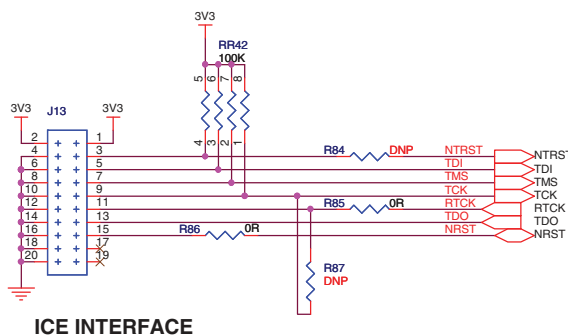 3V3
RR42
100K
5 6 7 8
4 3 2 1
3V3
J13
3V3
2 1
4 3
6 5
8 7
10 9
12 11
14 13
16 15
18 17
20 19
R84 DNP NTRST NTRST
TDI TDI
TMS TMS
TCK TCK
R85 0R RTCK RTCK
TDO TDO
R86 0R NRST NRST
R87
DNP
ICE INTERFACE